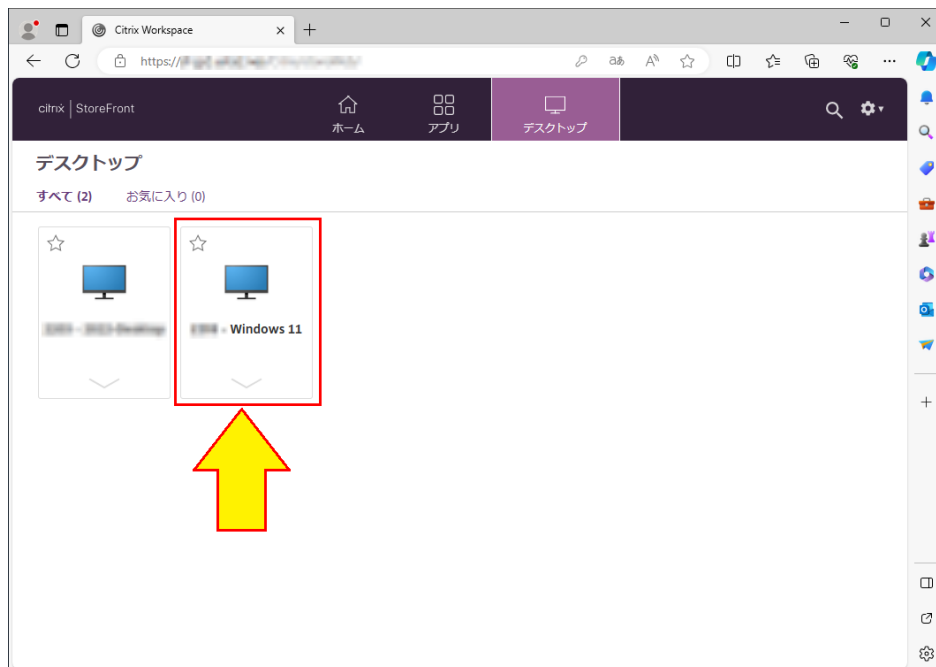 Citrix Workspace
https://
citrix | StoreFront
ホーム
アプリ
デスクトップ
デスクトップ
すべて (2)
お気に入り (0)
- Windows 11